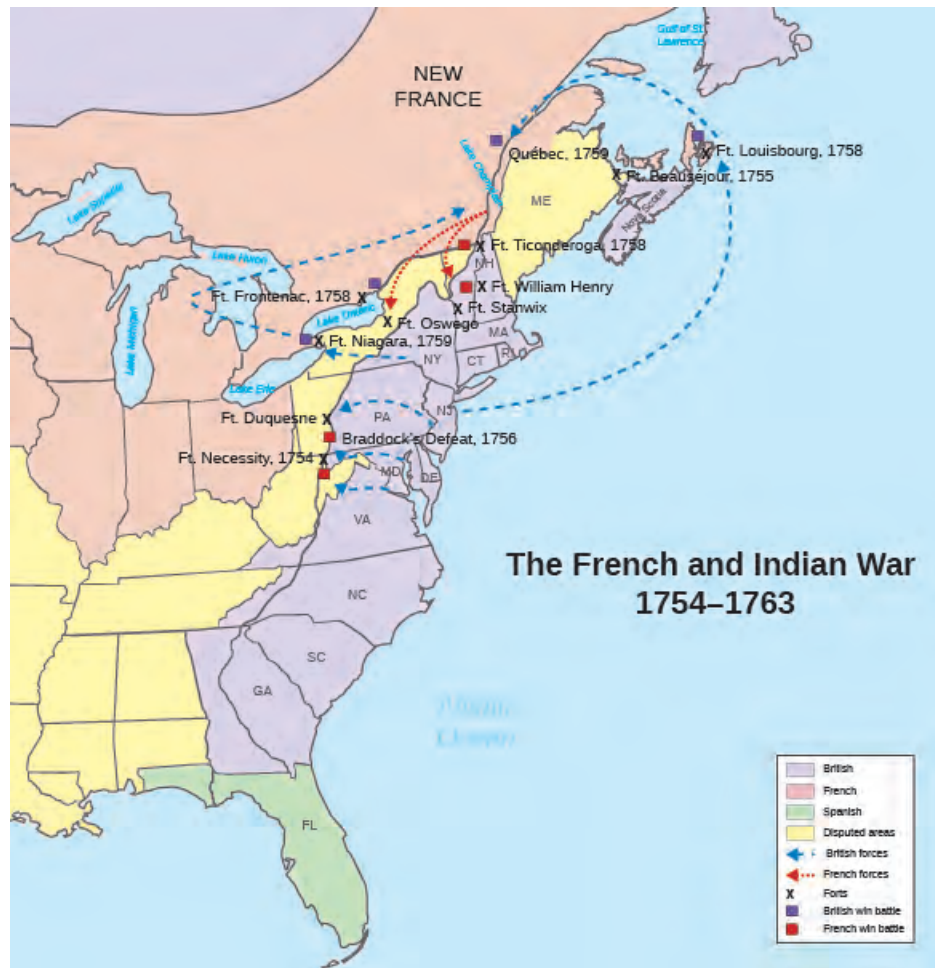 Gulf of St.
Lawrence
NEW
FRANCE
Québec, 1759
Ft. Louisbourg, 1758
Ft. Beauséjour, 1755
ME
Nova Scotia
Lake Champlain
Lake Superior
Lake Huron
Ft. Ticonderoga, 1758
NH
Ft. Frontenac, 1758
Ft. William Henry
Ft. Stanwix
Lake Ontario
Ft. Oswego
Lake Michigan
Ft. Niagara, 1759
MA
NY
CT
RI
Lake Erie
NJ
Ft. Duquesne
PA
Braddock's Defeat, 1756
Ft. Necessity, 1754
MD
DE
VA
The French and Indian War
1754–1763
NC
SC
GA
Atlantic
Ocean
FL
British
French
Spanish
Disputed areas
British forces
French forces
X Forts
British win battle
French win battle